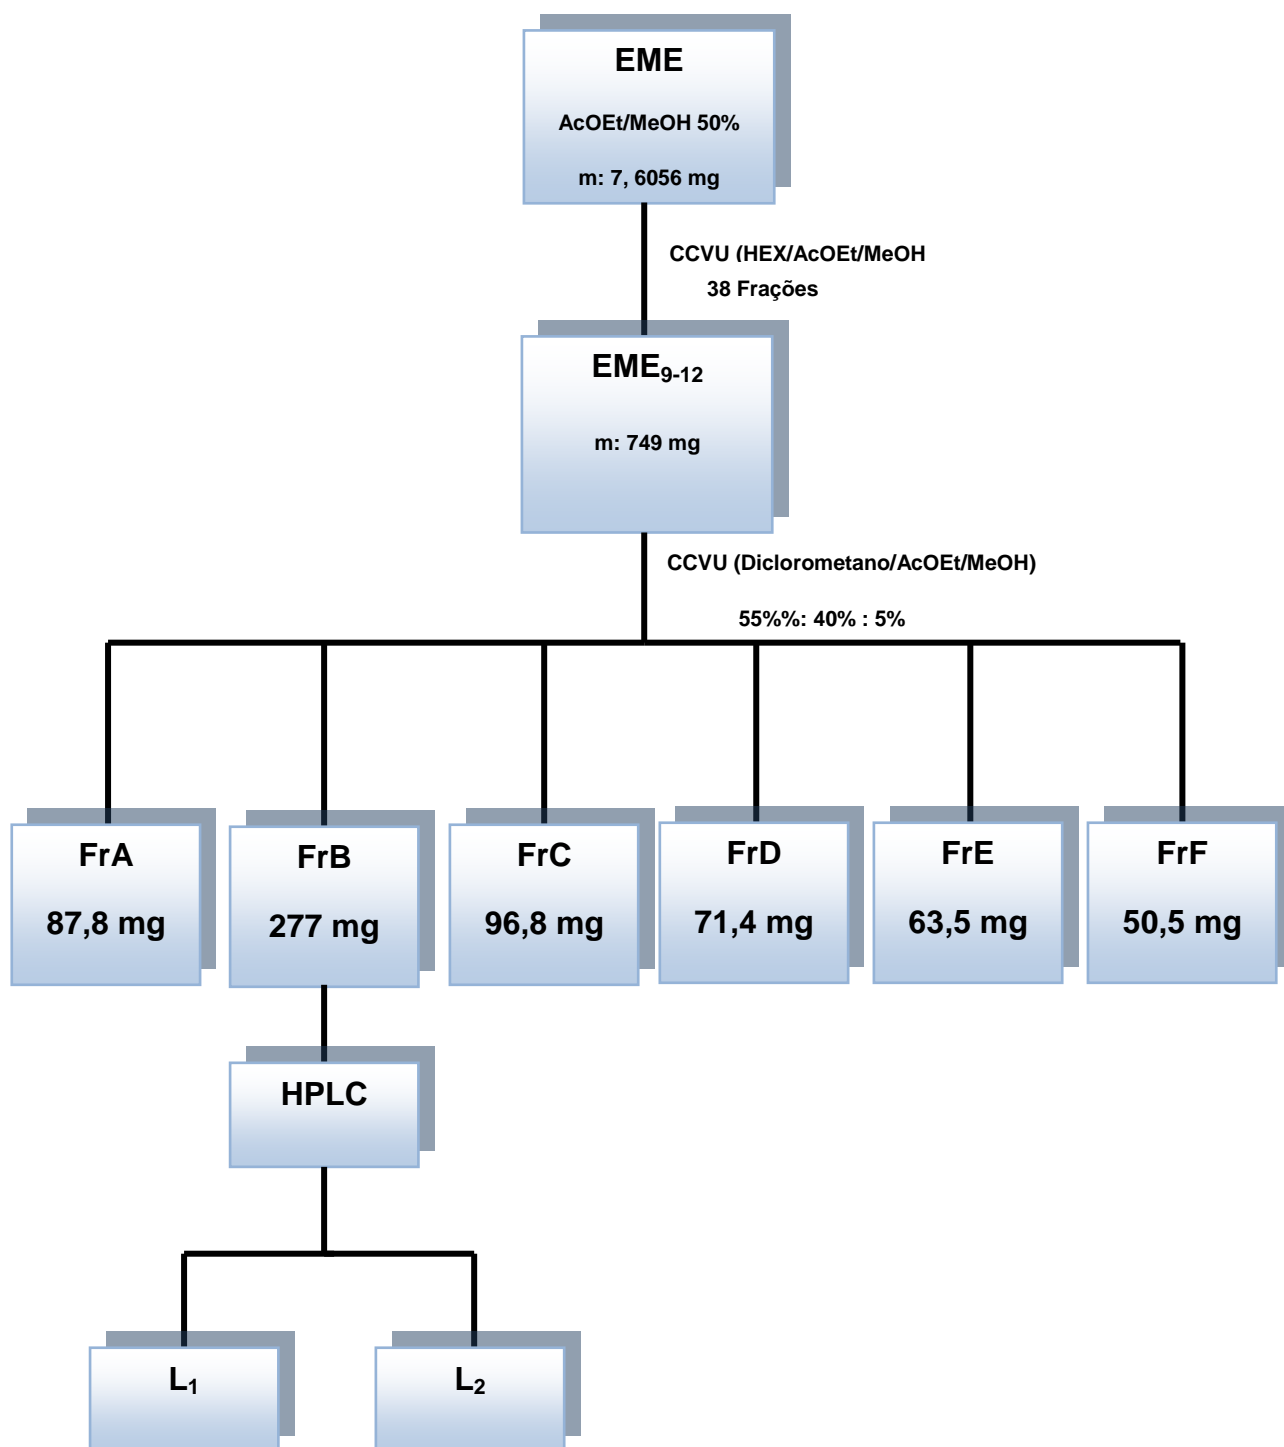 EME
AcOEt/MeOH 50%
m: 7, 6056 mg
CCVU (HEX/AcOEt/MeOH
38 Frações
EME9-12
m: 749 mg
CCVU (Diclorometano/AcOEt/MeOH)
55%%: 40% : 5%
FrA
87,8 mg
FrB
277 mg
FrC
96,8 mg
FrD
71,4 mg
FrE
63,5 mg
FrF
50,5 mg
HPLC
L1
L2